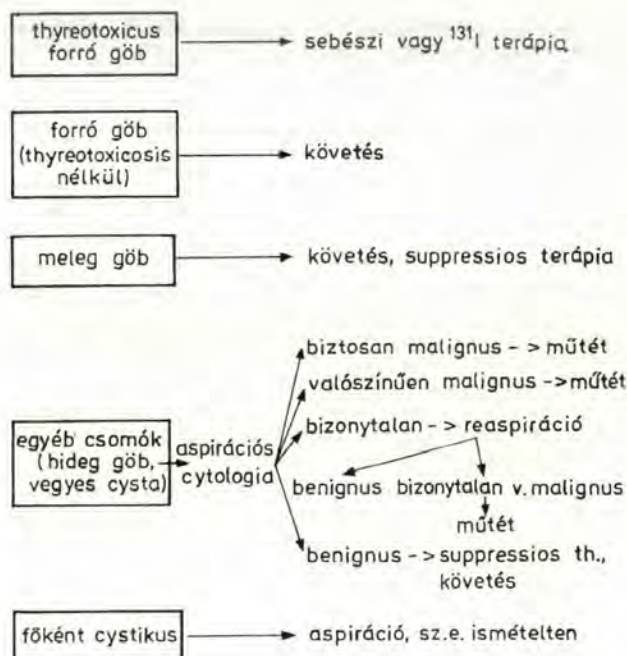 thyreotoxicus
forró göb
sebészi vagy ¹³¹I terápia
forró göb
(thyreotoxicosis
nélkül)
követés
meleg göb
követés, suppressios terápia
egyéb csomók
(hideg göb,
vegyes cysta)
aspirációs
cytologia
biztosan malignus -> műtét
valószínűen malignus -> műtét
bizonytalan -> reaspiráció
benignus bizonytalan v. malignus
műtét
benignus -> suppressios th.,
követés
főként cystikus
aspiráció, sz.e. ismételten